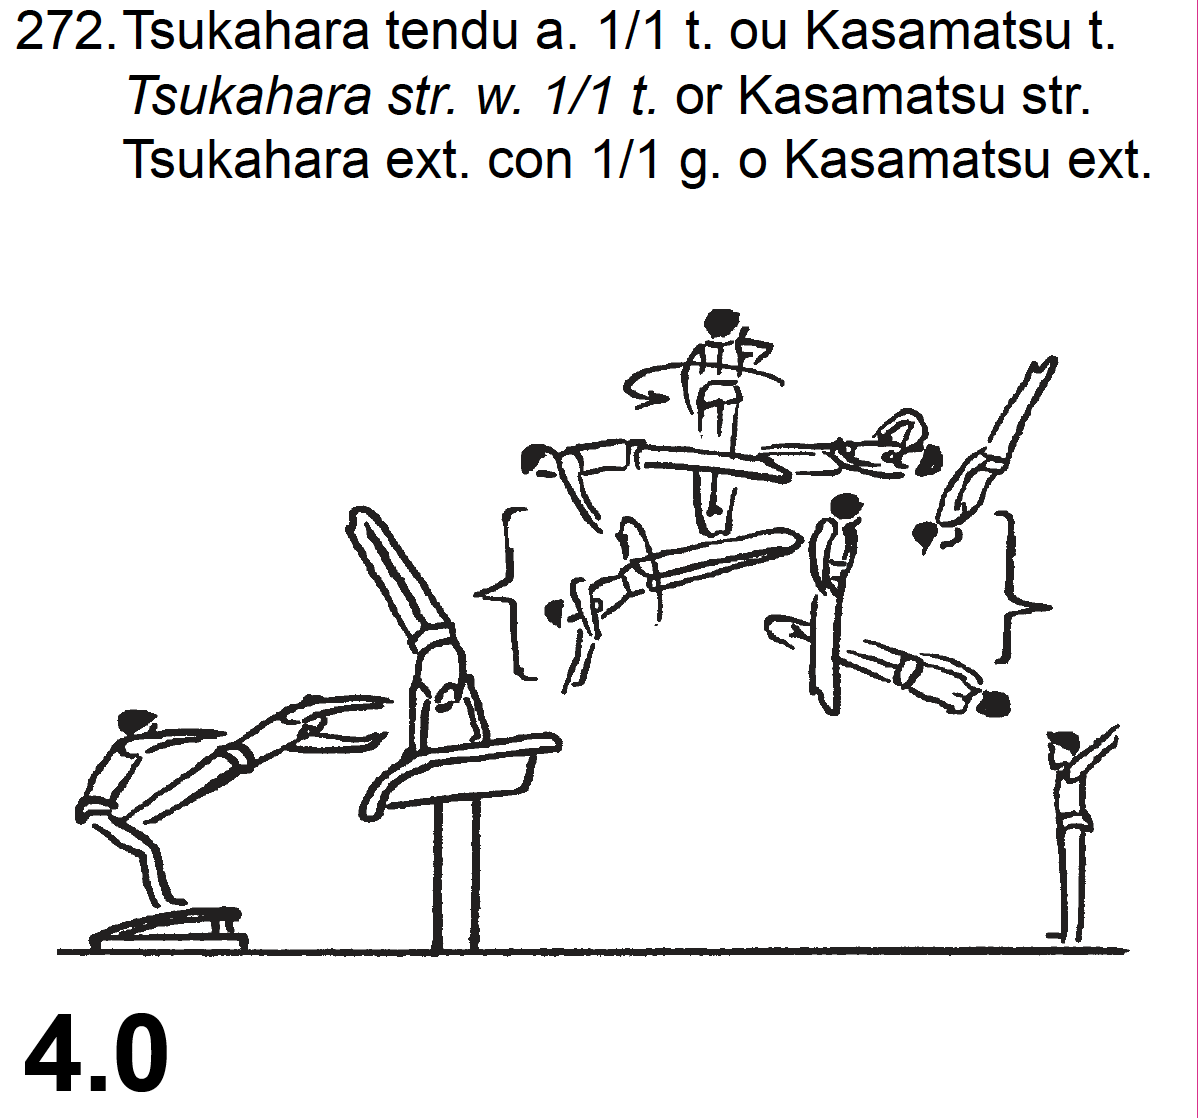 272. Tsukahara tendu a. 1/1 t. ou Kasamatsu t.
Tsukahara str. w. 1/1 t. or Kasamatsu str.
Tsukahara ext. con 1/1 g. o Kasamatsu ext.
4.0